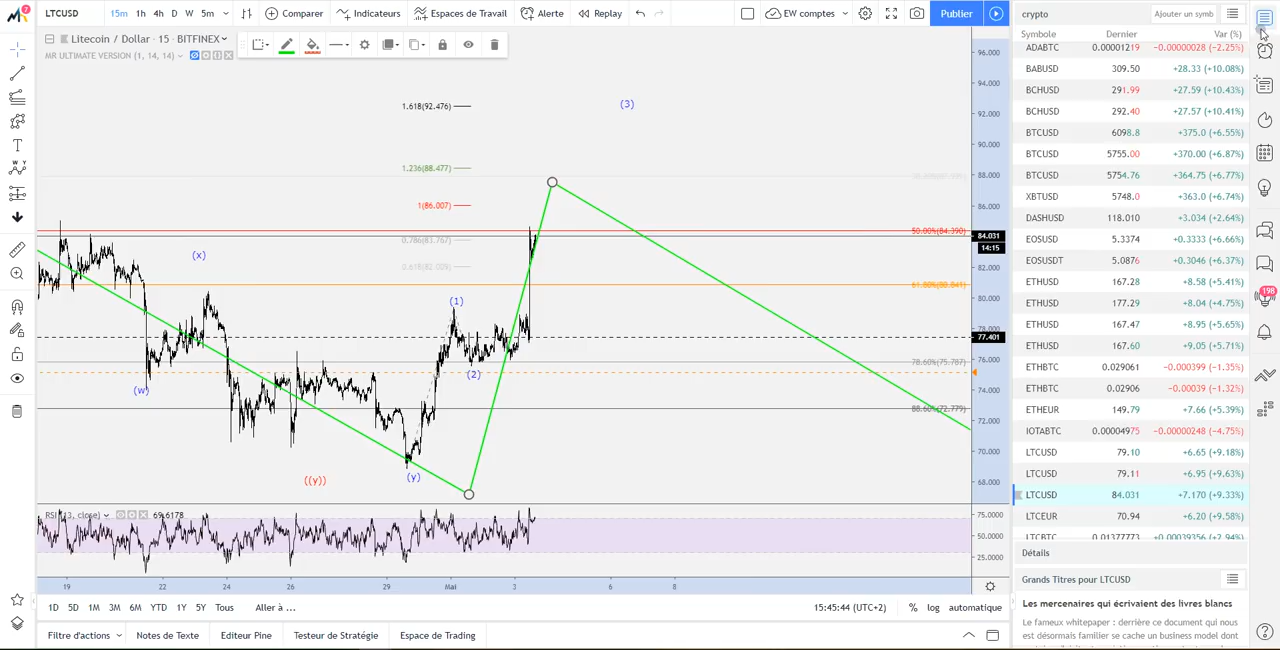 LTCUSD 15m 1h 4h D W 5m Comparer Indicateurs Espaces de Travail Alerte Replay EW comptes Publier
Litecoin / Dollar · 15 · BITFINEX
MR ULTIMATE VERSION (1, 14, 14)
1.618(92.476)
(3)
1.236(88.477)
1(86.007)
50.00%(84.390)
0.786(83.767)
(x)
0.618(82.009)
61.80%(80.841)
(1)
78.60%(75.787)
(2)
(w)
88.60%(72.779)
((y))
(y)
96.000
94.000
92.000
90.000
88.000
86.000
84.031
14:15
82.000
80.000
78.000
77.401
76.000
74.000
72.000
70.000
68.000
RSI (13, close) 69.6178
75.0000
50.0000
25.0000
19 22 24 26 29 Mai 3 6 8
1D 5D 1M 3M 6M YTD 1Y 5Y Tous Aller à ... 15:45:44 (UTC+2) % log automatique
Filtre d'actions Notes de Texte Editeur Pine Testeur de Stratégie Espace de Trading
crypto Ajouter un symb
Symbole Dernier Var (%)
ADABTC 0.00001219 −0.00000028 (−2.25%)
BABUSD 309.50 +28.33 (+10.08%)
BCHUSD 291.99 +27.59 (+10.43%)
BCHUSD 292.40 +27.57 (+10.41%)
BTCUSD 6098.8 +375.0 (+6.55%)
BTCUSD 5755.00 +370.00 (+6.87%)
BTCUSD 5754.76 +364.75 (+6.77%)
XBTUSD 5748.0 +363.0 (+6.74%)
DASHUSD 118.010 +3.034 (+2.64%)
EOSUSD 5.3374 +0.3333 (+6.66%)
EOSUSDT 5.0876 +0.3046 (+6.37%)
ETHUSD 167.28 +8.58 (+5.41%)
ETHUSD 177.29 +8.04 (+4.75%)
ETHUSD 167.47 +8.95 (+5.65%)
ETHUSD 167.60 +9.05 (+5.71%)
ETHBTC 0.029061 −0.000399 (−1.35%)
ETHBTC 0.02906 −0.00039 (−1.32%)
ETHEUR 149.79 +7.66 (+5.39%)
IOTABTC 0.00004975 −0.00000248 (−4.75%)
LTCUSD 79.10 +6.65 (+9.18%)
LTCUSD 79.11 +6.95 (+9.63%)
LTCUSD 84.031 +7.170 (+9.33%)
LTCEUR 70.94 +6.20 (+9.58%)
LTCBTC 0.01377773 +0.00039356 (+2.94%)
Détails
Grands Titres pour LTCUSD
Les mercenaires qui écrivaient des livres blancs
Le fameux whitepaper : derrière ce document qui nous est
désormais familier se cache un business model dont
198